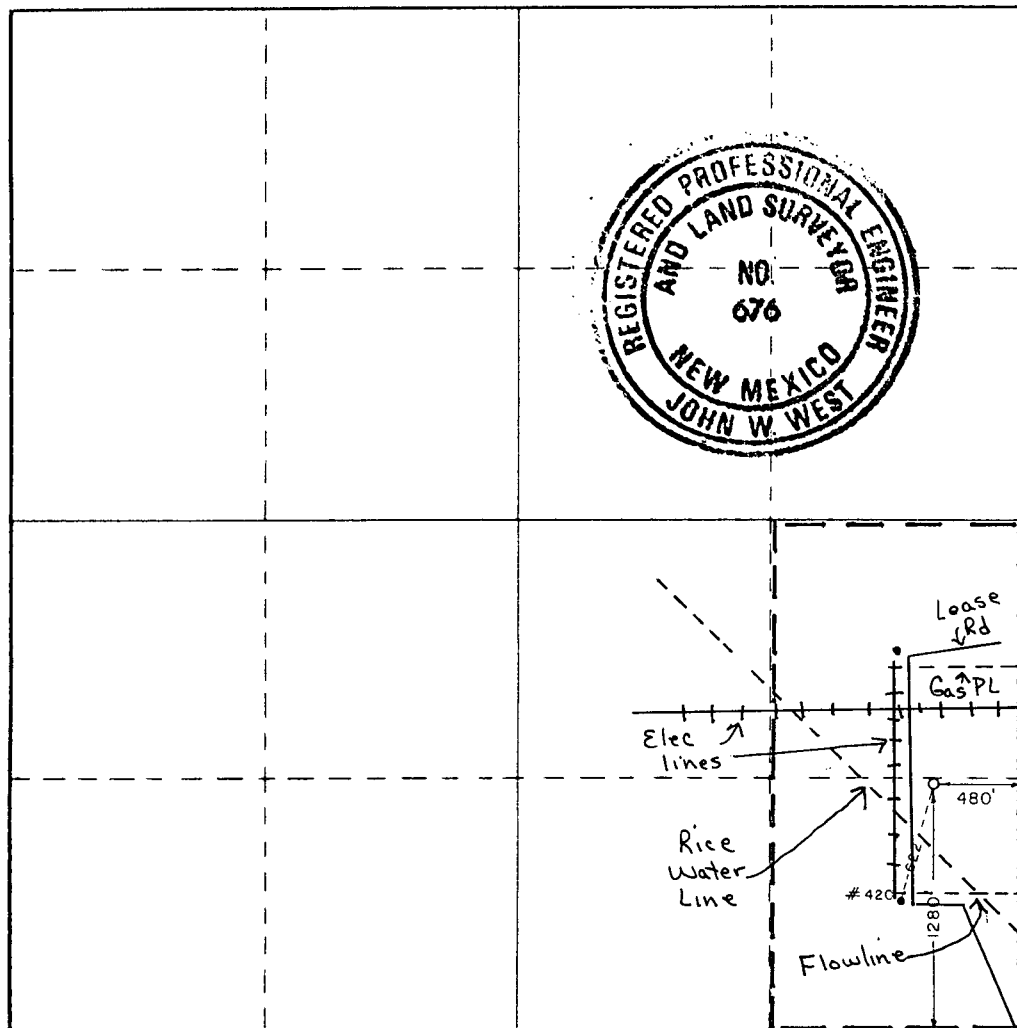 REGISTERED PROFESSIONAL ENGINEER
AND LAND SURVEYOR
NO.
676
NEW MEXICO
JOHN W. WEST
Lease
Rd
Gas PL
Elec
lines
480'
Rice
Water
Line
622'
#420
1280'
Flowline